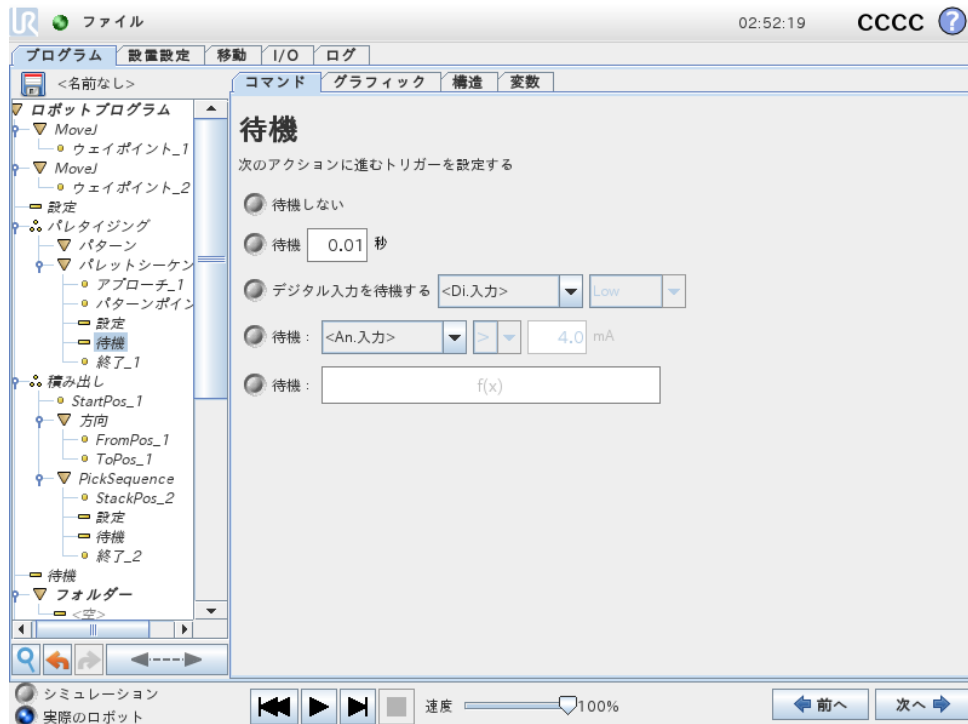 UR ファイル 02:52:19 CCCC ?
プログラム 設置設定 移動 I/O ログ
<名前なし>
コマンド グラフィック 構造 変数
ロボットプログラム
MoveJ
ウェイポイント_1
MoveJ
ウェイポイント_2
設定
パレタイジング
パターン
パレットシーケン
アプローチ_1
パターンポイン
設定
待機
終了_1
積み出し
StartPos_1
方向
FromPos_1
ToPos_1
PickSequence
StackPos_2
設定
待機
終了_2
待機
フォルダー
<空>
待機
次のアクションに進むトリガーを設定する
待機しない
待機 0.01 秒
デジタル入力を待機する <Di.入力> Low
待機： <An.入力> > 4.0 mA
待機： f(x)
シミュレーション
実際のロボット
速度 100%
前へ 次へ